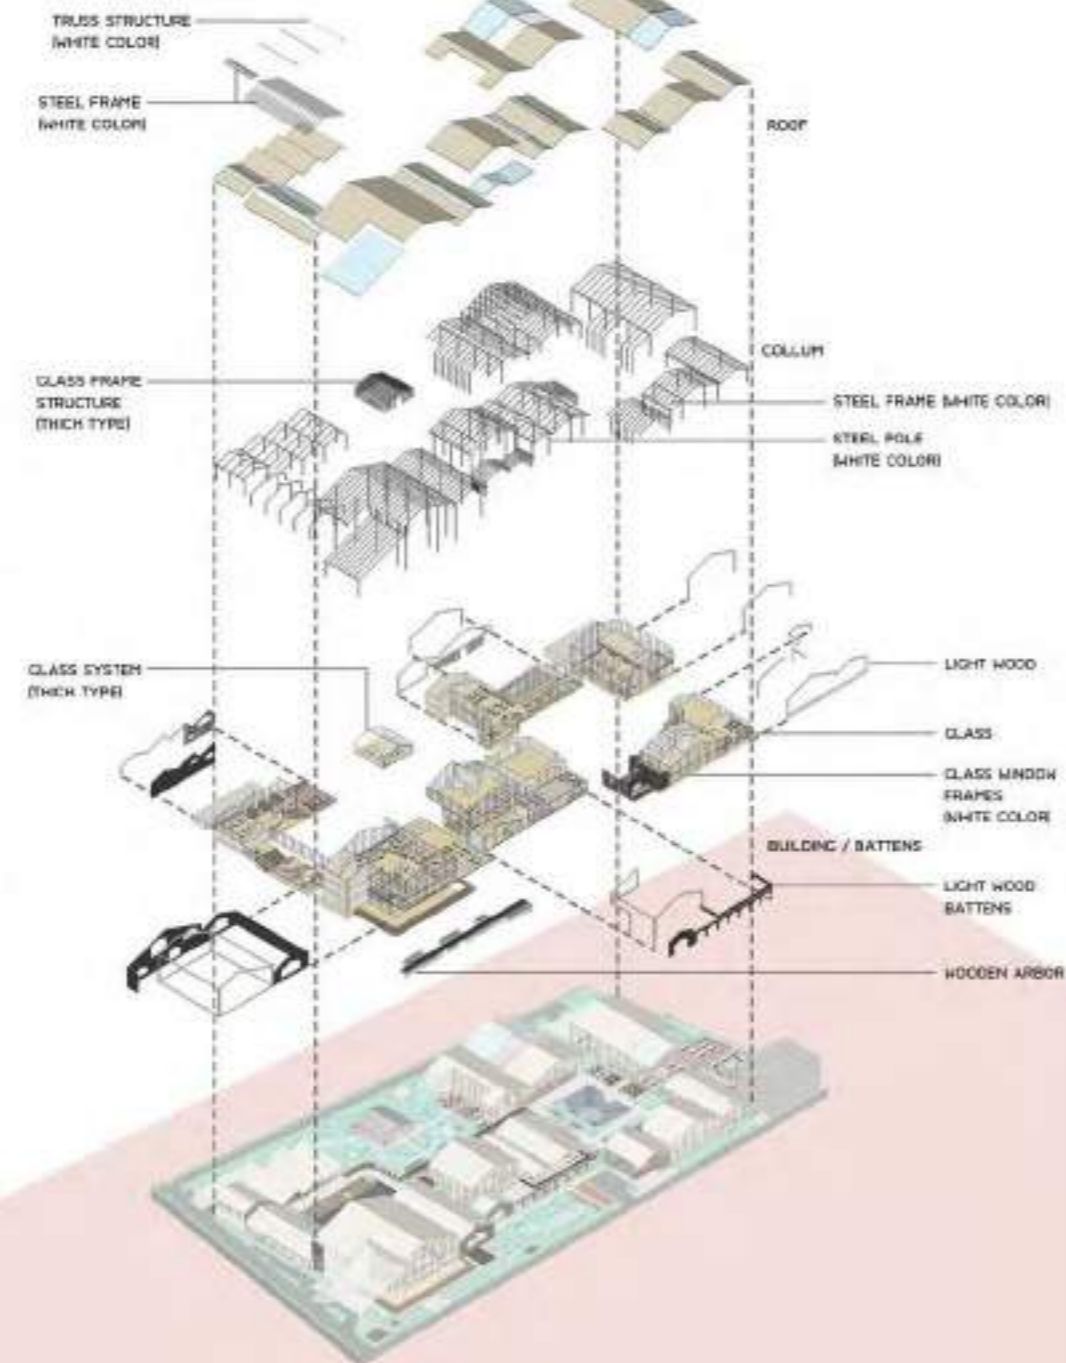 TRUSS STRUCTURE
(WHITE COLOR)
STEEL FRAME
(WHITE COLOR)
ROOF
COLLUM
GLASS FRAME
STRUCTURE
(THICH TYPE)
STEEL FRAME (WHITE COLOR)
STEEL POLE
(WHITE COLOR)
GLASS SYSTEM
(THICH TYPE)
LIGHT WOOD
GLASS
GLASS WINDOW
FRAMES
(WHITE COLOR)
BUILDING / BATTENS
LIGHT WOOD
BATTENS
WOODEN ARBOR